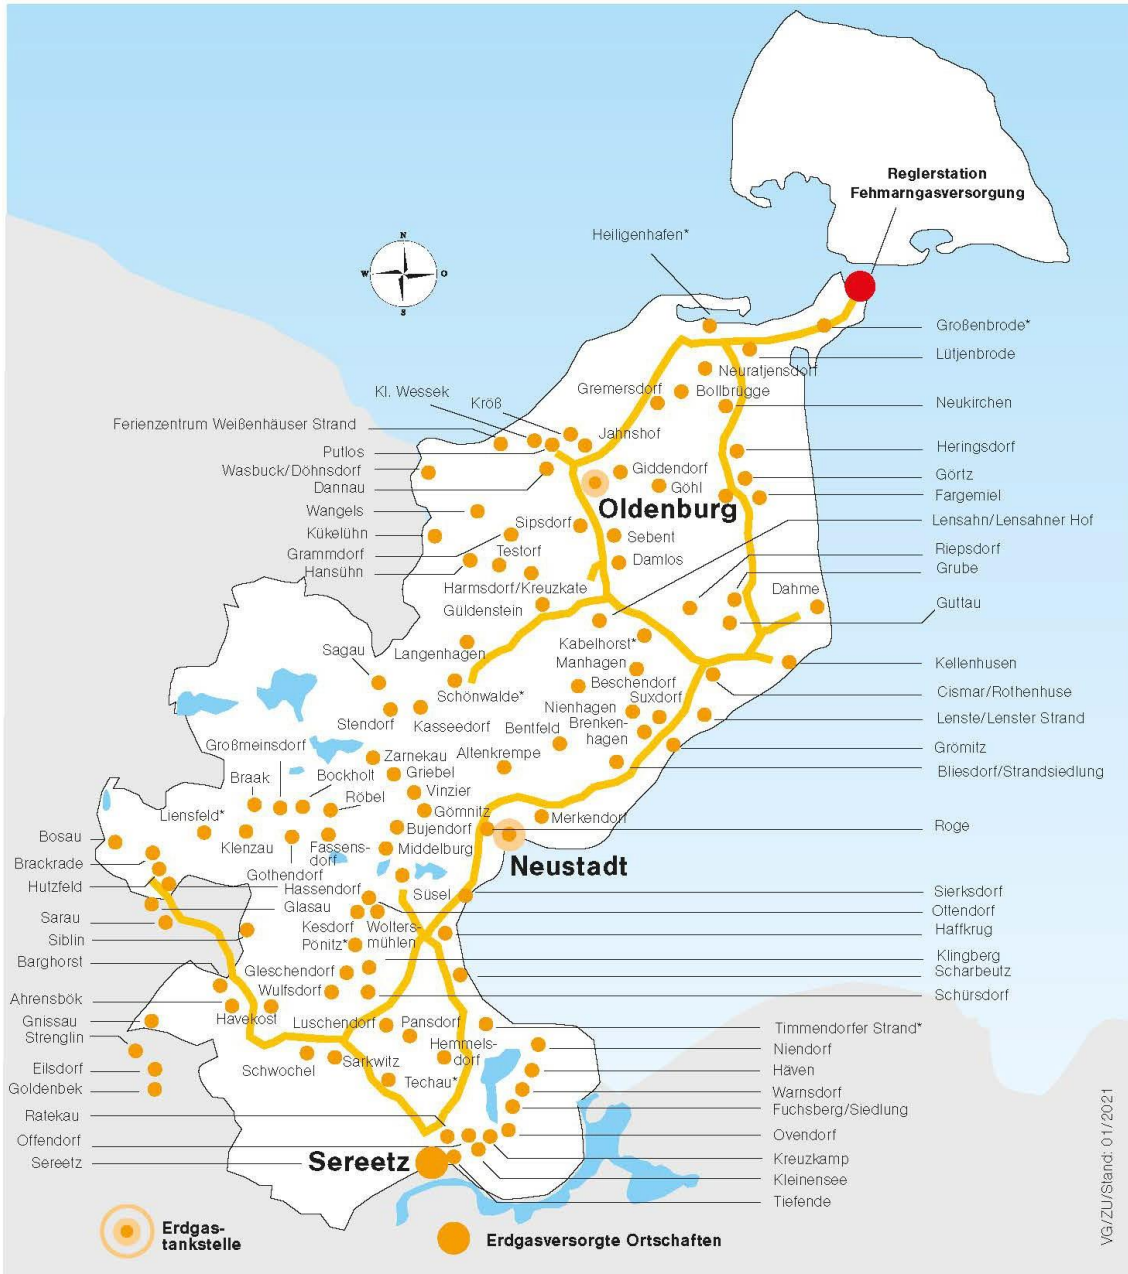 Reglerstation
Fehmarngasversorgung
Heiligenhafen*
N
W
O
S
Großenbrode*
Lütjenbrode
Neuratjensdorf
Gremersdorf
Bollbrügge
Kl. Wessek
Kröß
Neukirchen
Ferienzentrum Weißenhäuser Strand
Jahnshof
Putlos
Heringsdorf
Wasbuck/Döhnsdorf
Giddendorf
Görtz
Dannau
Göhl
Fargemiel
Oldenburg
Wangels
Sipsdorf
Lensahn/Lensahner Hof
Kükelühn
Sebent
Grammdorf
Testorf
Damlos
Riepsdorf
Hansühn
Grube
Harmsdorf/Kreuzkate
Dahme
Güldenstein
Guttau
Kabelhorst*
Sagau
Langenhagen
Manhagen
Kellenhusen
Beschendorf
Schönwalde*
Suxdorf
Cismar/Rothenhuse
Nienhagen
Stendorf
Kasseedorf
Bentfeld
Brenken-
hagen
Lenste/Lenster Strand
Großmeinsdorf
Zarnekau
Altenkrempe
Grömitz
Braak
Bockholt
Griebel
Bliesdorf/Strandsiedlung
Röbel
Vinzier
Liensfeld*
Gömnitz
Merkendorf
Bosau
Bujendorf
Roge
Klenzau
Fassens-
dorf
Middelburg
Neustadt
Brackrade
Gothendorf
Hutzfeld
Hassendorf
Süsel
Sierksdorf
Glasau
Ottendorf
Sarau
Kesdorf
Wolters-
mühlen
Haffkrug
Siblin
Pönitz*
Klingberg
Barghorst
Gleschendorf
Scharbeutz
Wulfsdorf
Schürsdorf
Ahrensbök
Havekost
Gnissau
Luschendorf
Pansdorf
Timmendorfer Strand*
Strenglin
Hemmels-
dorf
Niendorf
Eilsdorf
Schwochel
Sarkwitz
Häven
Goldenbek
Techau*
Warnsdorf
Fuchsberg/Siedlung
Ratekau
Ovendorf
Offendorf
Kreuzkamp
Sereetz
Sereetz
Kleinensee
Tiefende
Erdgas-
tankstelle
Erdgasversorgte Ortschaften
VG/ZU/Stand: 01/2021